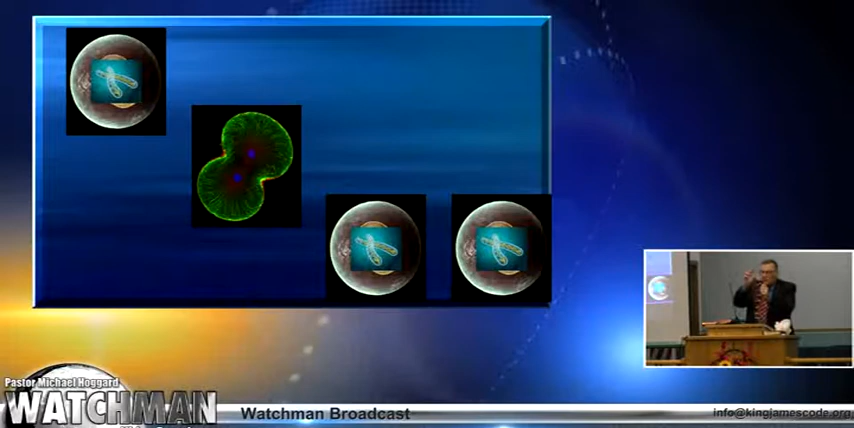 Pastor Michael Hoggard
WATCHMAN
Watchman Broadcast
info@kingjamescode.org